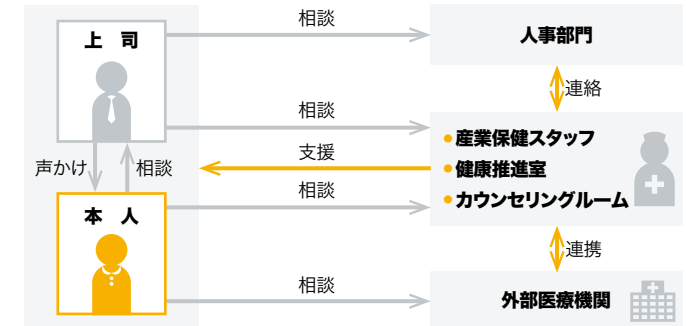 相談
上 司
人事部門
連絡
相談
産業保健スタッフ
支援
健康推進室
声かけ
相談
相談
カウンセリングルーム
本 人
連携
相談
外部医療機関